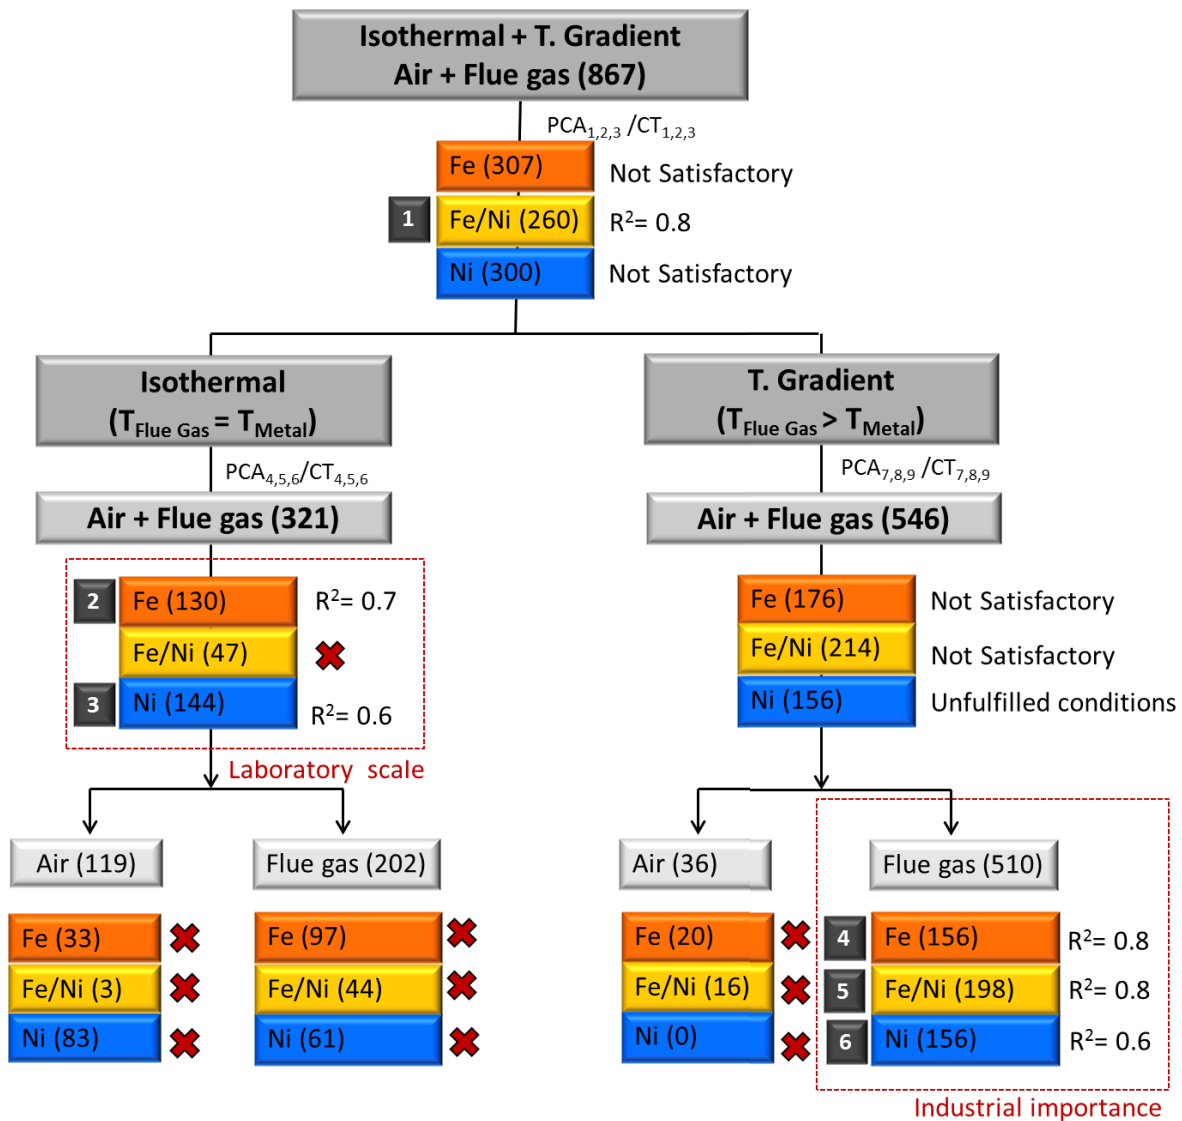 Isothermal + T. Gradient
Air + Flue gas (867)
PCA1,2,3 /CT1,2,3
Fe (307)
Not Satisfactory
1
Fe/Ni (260)
R²= 0.8
Ni (300)
Not Satisfactory
Isothermal
(TFlue Gas = TMetal)
PCA4,5,6/CT4,5,6
Air + Flue gas (321)
2
Fe (130)
R²= 0.7
Fe/Ni (47)
3
Ni (144)
R²= 0.6
Laboratory scale
Air (119)
Fe (33)
Fe/Ni (3)
Ni (83)
Flue gas (202)
Fe (97)
Fe/Ni (44)
Ni (61)
T. Gradient
(TFlue Gas > TMetal)
PCA7,8,9 /CT7,8,9
Air + Flue gas (546)
Fe (176)
Not Satisfactory
Fe/Ni (214)
Not Satisfactory
Ni (156)
Unfulfilled conditions
Air (36)
Fe (20)
Fe/Ni (16)
Ni (0)
Flue gas (510)
4
Fe (156)
R²= 0.8
5
Fe/Ni (198)
R²= 0.8
6
Ni (156)
R²= 0.6
Industrial importance